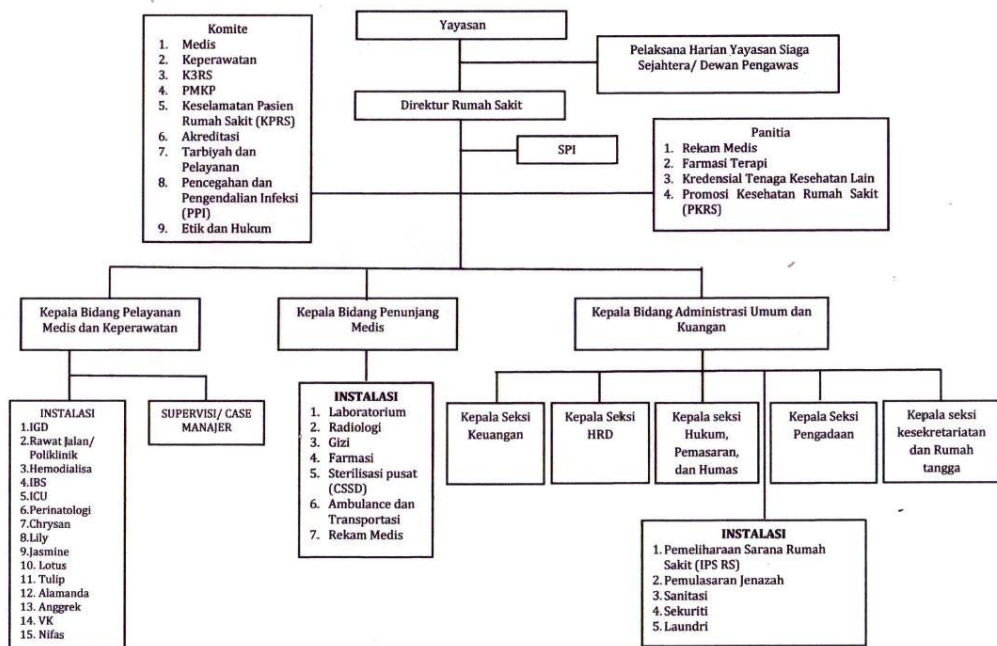 Komite
1. Medis
2. Keperawatan
3. K3RS
4. PMKP
5. Keselamatan Pasien
Rumah Sakit (KPRS)
6. Akreditasi
7. Tarbiyah dan
Pelayanan
8. Pencegahan dan
Pengendalian Infeksi
(PPI)
9. Etik dan Hukum
Yayasan
Pelaksana Harian Yayasan Siaga
Sejahtera/ Dewan Pengawas
Direktur Rumah Sakit
SPI
Panitia
1. Rekam Medis
2. Farmasi Terapi
3. Kredensial Tenaga Kesehatan Lain
4. Promosi Kesehatan Rumah Sakit
(PKRS)
Kepala Bidang Pelayanan
Medis dan Keperawatan
Kepala Bidang Penunjang
Medis
Kepala Bidang Administrasi Umum dan
Kuangan
INSTALASI
1.IGD
2.Rawat Jalan/
Poliklinik
3.Hemodialisa
4.IBS
5.ICU
6.Perinatologi
7.Chrysan
8.Lily
9.Jasmine
10. Lotus
11. Tulip
12. Alamanda
13. Anggrek
14. VK
15. Nifas
SUPERVISI/ CASE
MANAJER
INSTALASI
1. Laboratorium
2. Radiologi
3. Gizi
4. Farmasi
5. Sterilisasi pusat
(CSSD)
6. Ambulance dan
Transportasi
7. Rekam Medis
Kepala Seksi
Keuangan
Kepala Seksi
HRD
Kepala seksi
Hukum,
Pemasaran,
dan Humas
Kepala Seksi
Pengadaan
Kepala seksi
kesekretariatan
dan Rumah
tangga
INSTALASI
1. Pemeliharaan Sarana Rumah
Sakit (IPS RS)
2. Pemulasaran Jenazah
3. Sanitasi
4. Sekuriti
5. Laundri